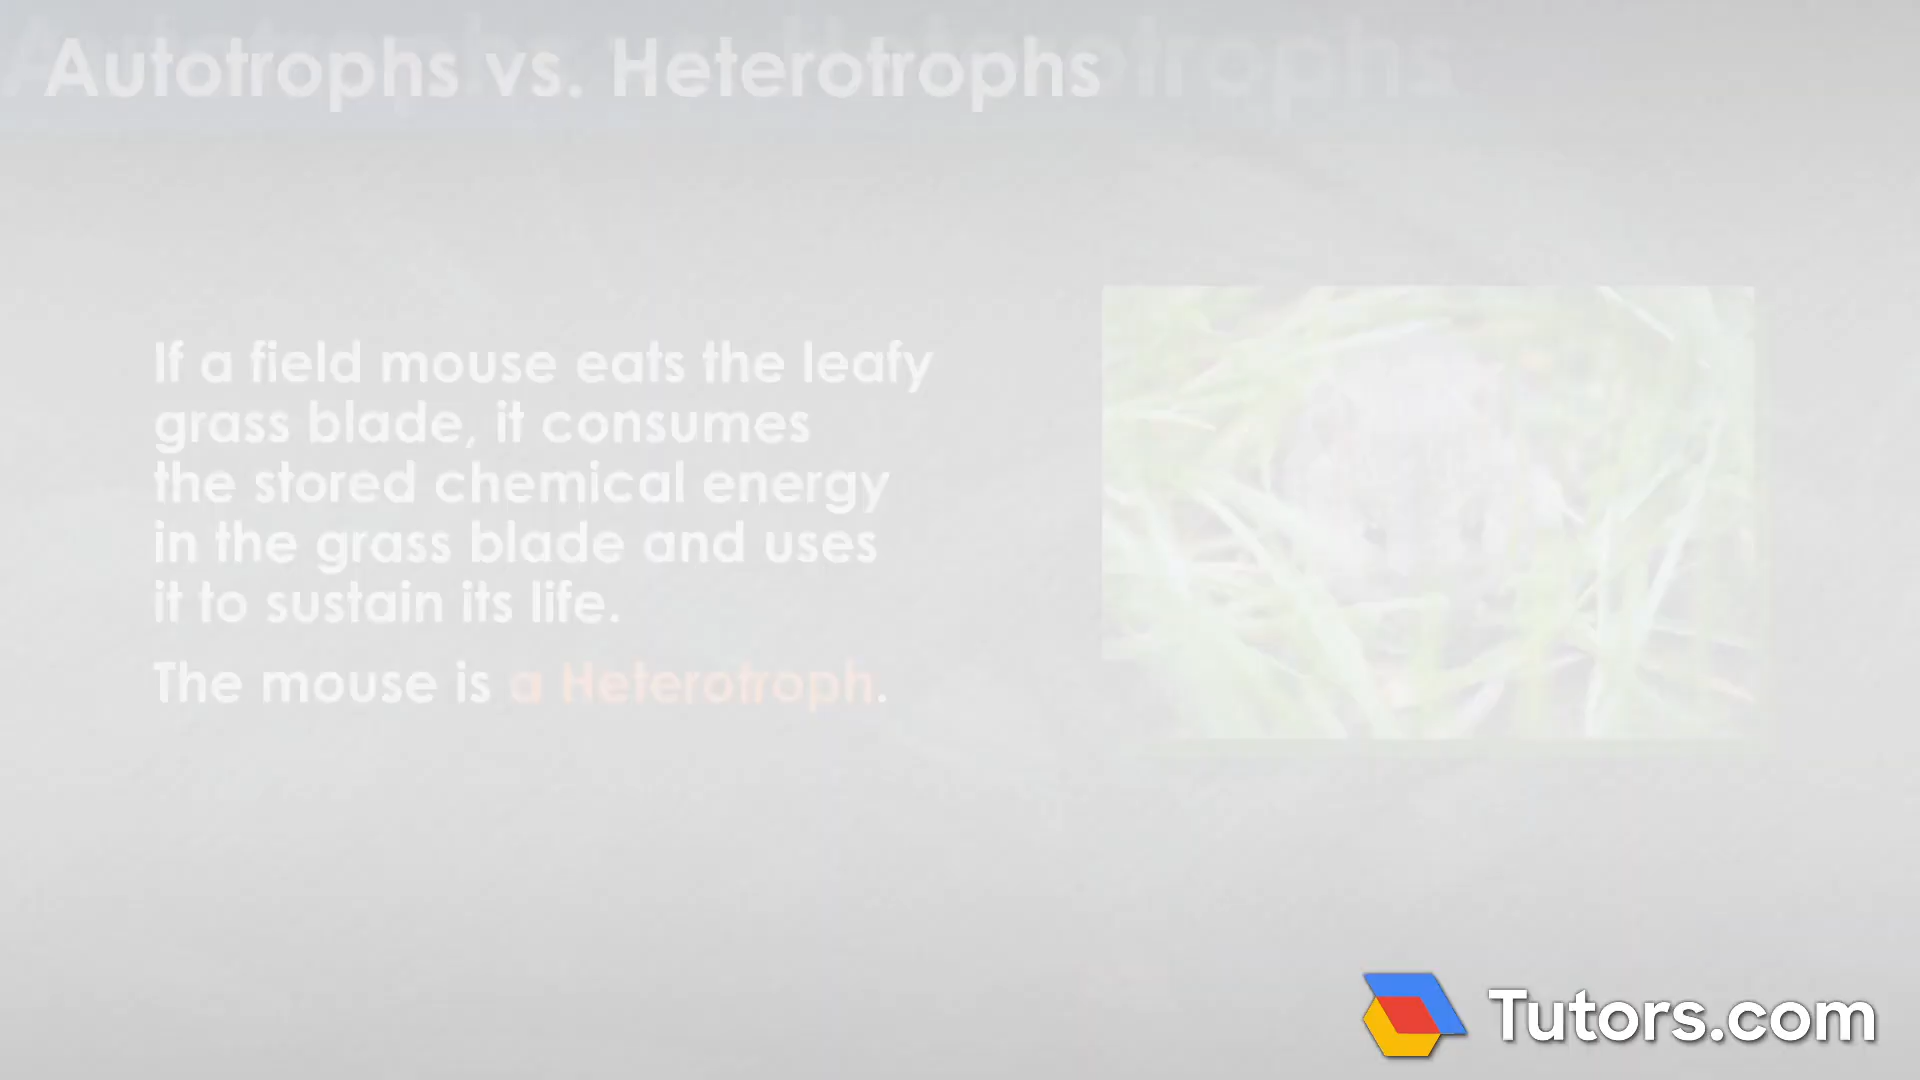 Autotrophs vs. Heterotrophs
If a field mouse eats the leafy
grass blade, it consumes
the stored chemical energy
in the grass blade and uses
it to sustain its life.
The mouse is a Heterotroph.
Tutors.com